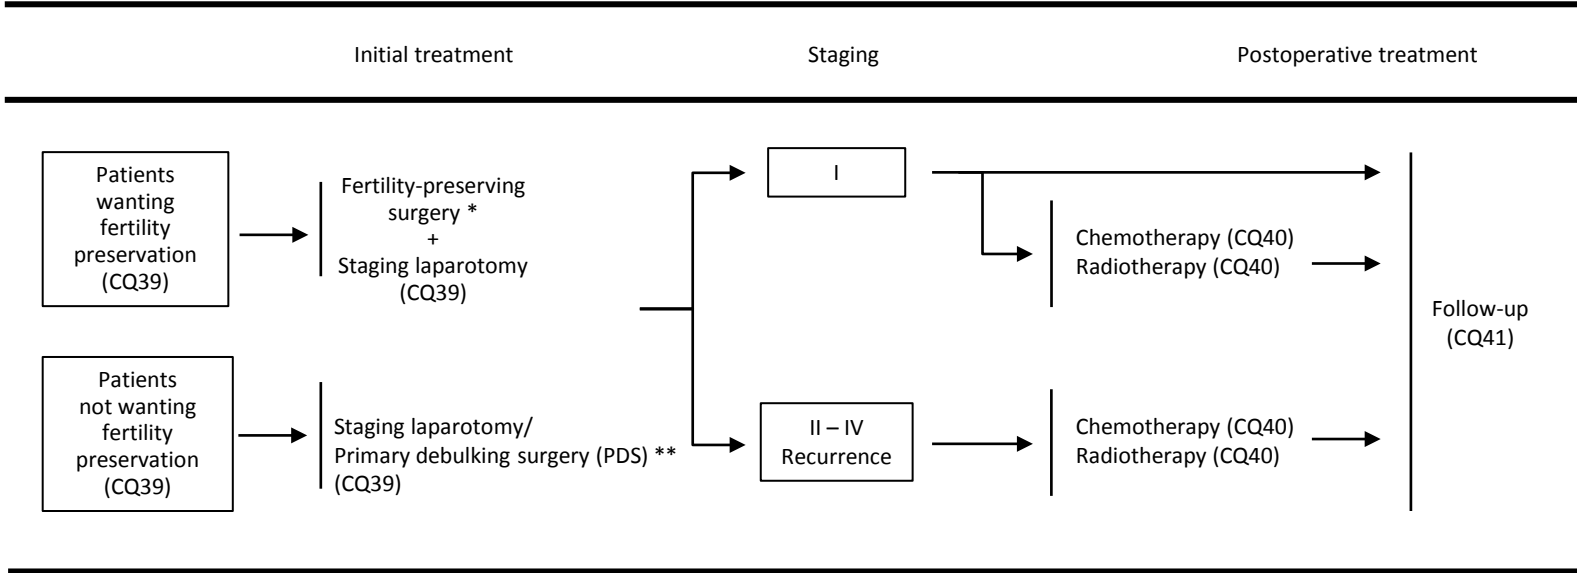 Initial treatment
Staging
Postoperative treatment
Patients
wanting
fertility
preservation
(CQ39)
Fertility-preserving
surgery *
+
Staging laparotomy
(CQ39)
I
Chemotherapy (CQ40)
Radiotherapy (CQ40)
Follow-up
(CQ41)
Patients
not wanting
fertility
preservation
(CQ39)
Staging laparotomy/
Primary debulking surgery (PDS) **
(CQ39)
II – IV
Recurrence
Chemotherapy (CQ40)
Radiotherapy (CQ40)